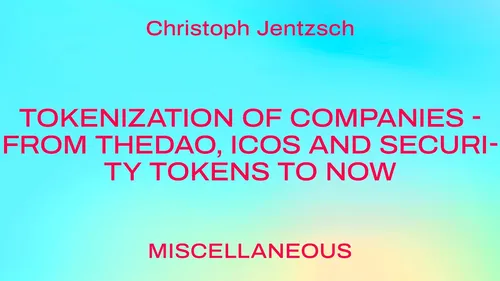 Christoph Jentzsch
TOKENIZATION OF COMPANIES -
FROM THEDAO, ICOS AND SECURI-
TY TOKENS TO NOW
MISCELLANEOUS